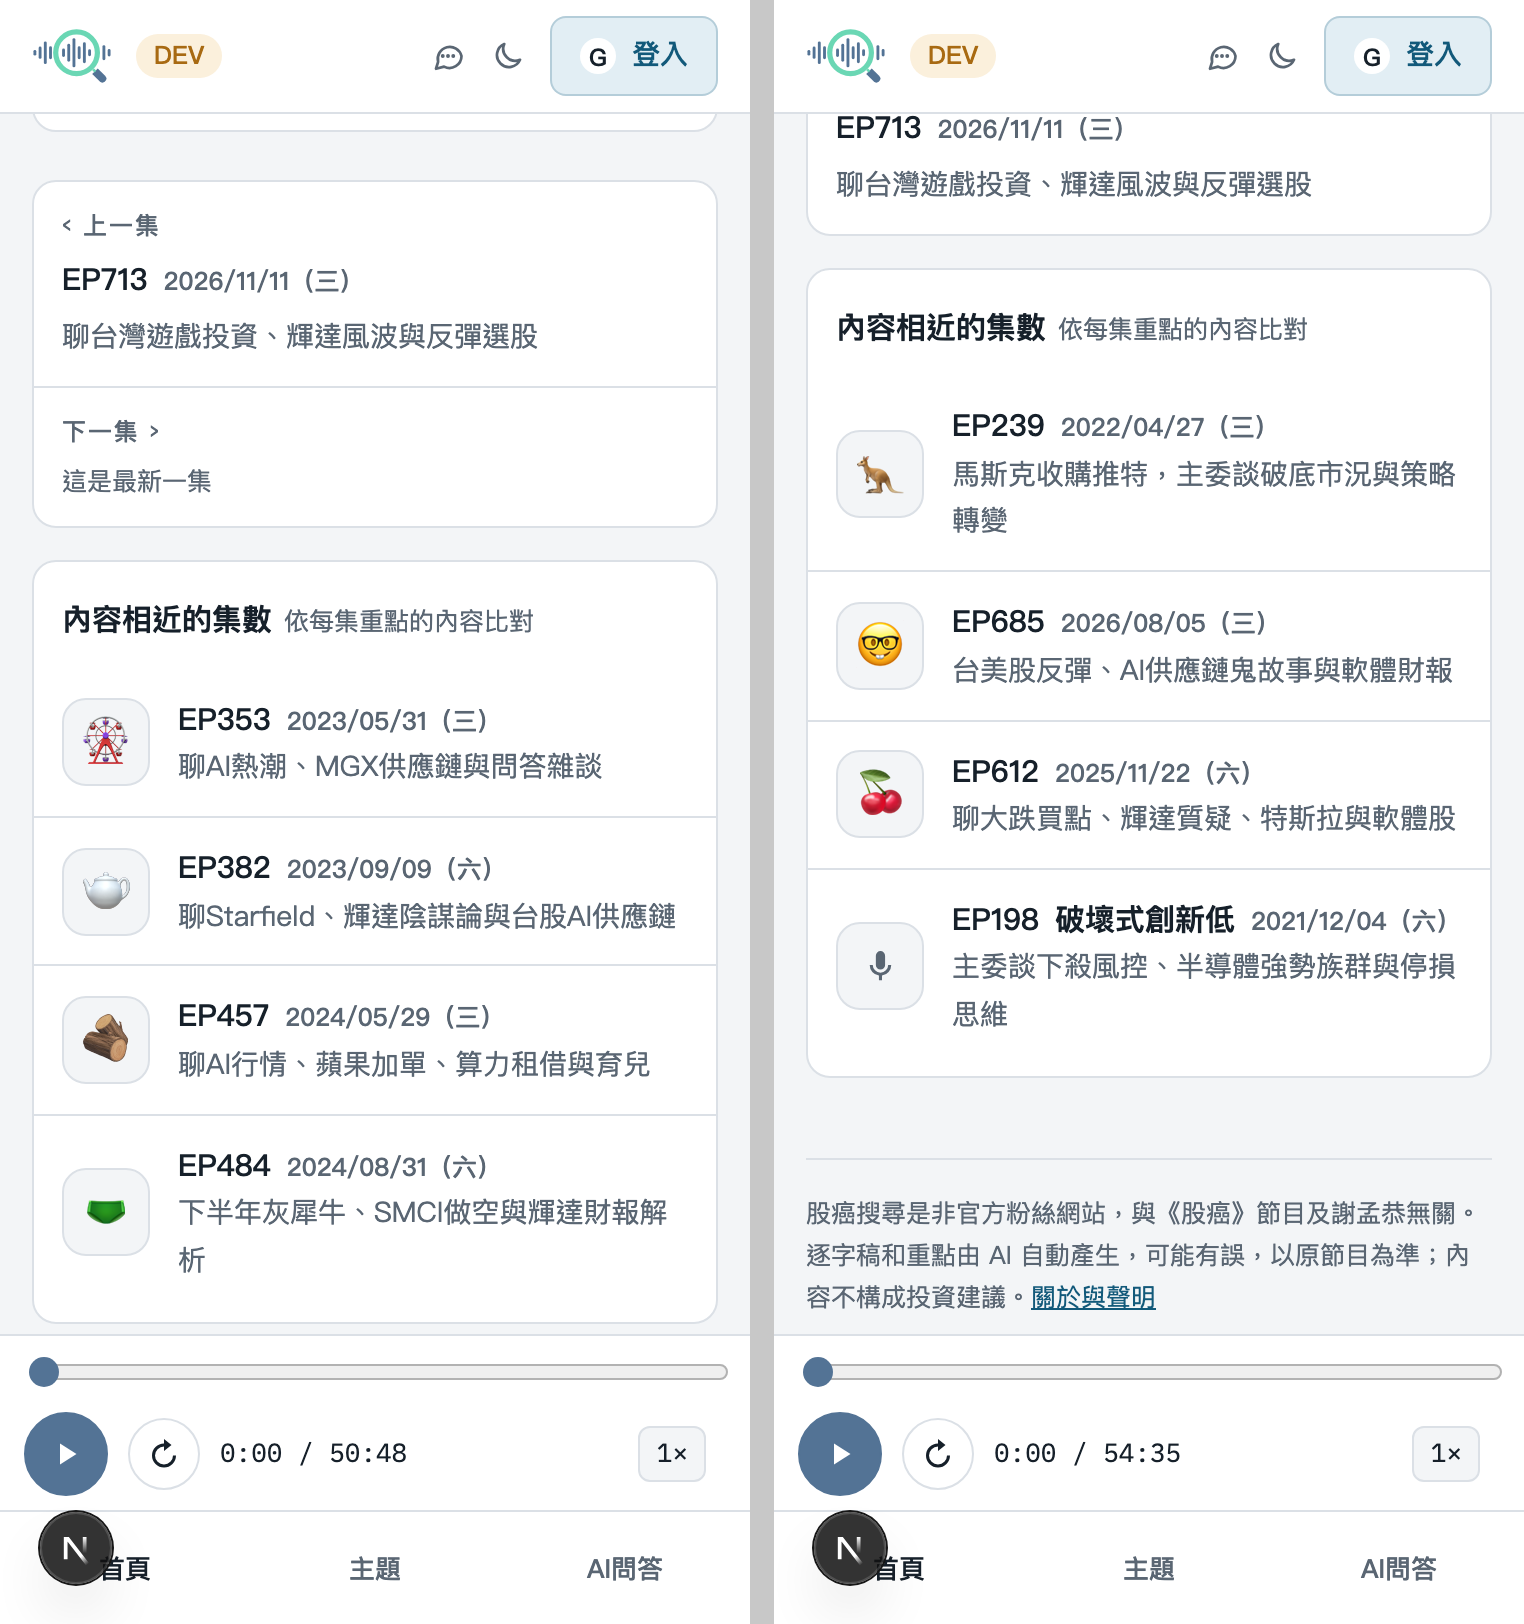 DEV
G 登入
‹ 上一集
EP713 2026/11/11（三）
聊台灣遊戲投資、輝達風波與反彈選股
下一集 ›
這是最新一集
內容相近的集數 依每集重點的內容比對
EP353 2023/05/31（三）
聊AI熱潮、MGX供應鏈與問答雜談
EP382 2023/09/09（六）
聊Starfield、輝達陰謀論與台股AI供應鏈
EP457 2024/05/29（三）
聊AI行情、蘋果加單、算力租借與育兒
EP484 2024/08/31（六）
下半年灰犀牛、SMCI做空與輝達財報解
析
0:00 / 50:48
1×
N
首頁
主題
AI問答
DEV
G 登入
EP713 2026/11/11（三）
聊台灣遊戲投資、輝達風波與反彈選股
內容相近的集數 依每集重點的內容比對
EP239 2022/04/27（三）
馬斯克收購推特，主委談破底市況與策略
轉變
EP685 2026/08/05（三）
台美股反彈、AI供應鏈鬼故事與軟體財報
EP612 2025/11/22（六）
聊大跌買點、輝達質疑、特斯拉與軟體股
EP198 破壞式創新低 2021/12/04（六）
主委談下殺風控、半導體強勢族群與停損
思維
股癌搜尋是非官方粉絲網站，與《股癌》節目及謝孟恭無關。
逐字稿和重點由 AI 自動產生，可能有誤，以原節目為準；內
容不構成投資建議。關於與聲明
0:00 / 54:35
1×
N
首頁
主題
AI問答